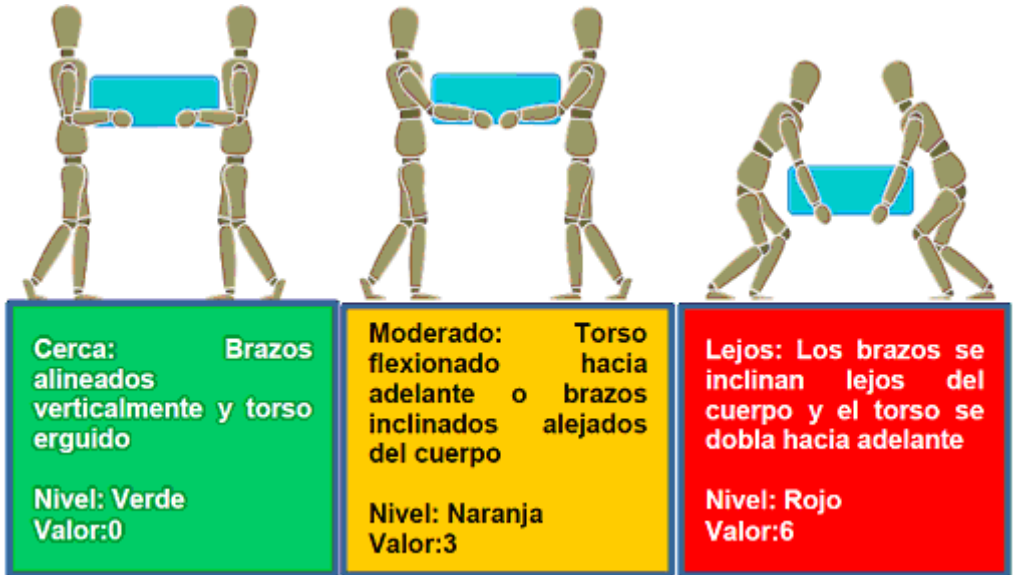 Cerca: Brazos
alineados
verticalmente y torso
erguido
Nivel: Verde
Valor:0
Moderado: Torso
flexionado hacia
adelante o brazos
inclinados alejados
del cuerpo
Nivel: Naranja
Valor:3
Lejos: Los brazos se
inclinan lejos del
cuerpo y el torso se
dobla hacia adelante
Nivel: Rojo
Valor:6